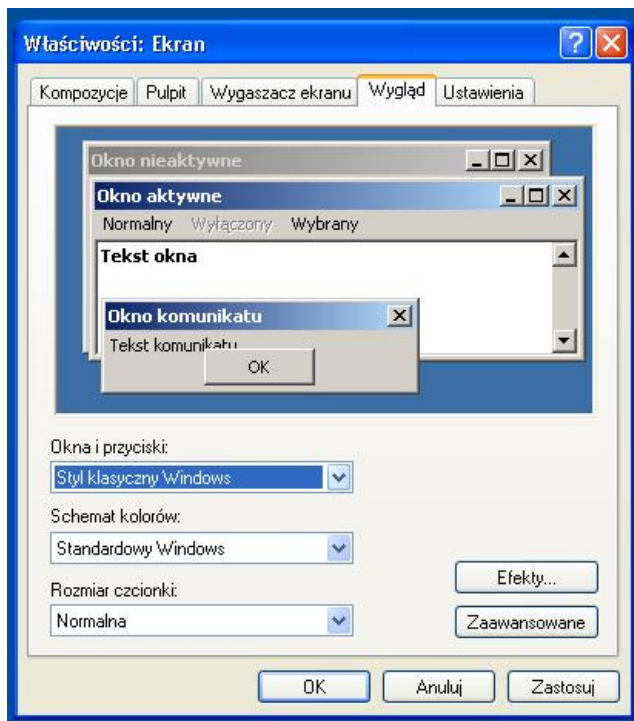 Właściwości: Ekran
Kompozycje Pulpit Wygaszacz ekranu Wygląd Ustawienia
Okno nieaktywne
Okno aktywne
Normalny Wyłączony Wybrany
Tekst okna
Okno komunikatu
Tekst komunikatu
OK
Okna i przyciski:
Styl klasyczny Windows
Schemat kolorów:
Standardowy Windows
Efekty...
Rozmiar czcionki:
Normalna
Zaawansowane
OK Anuluj Zastosuj